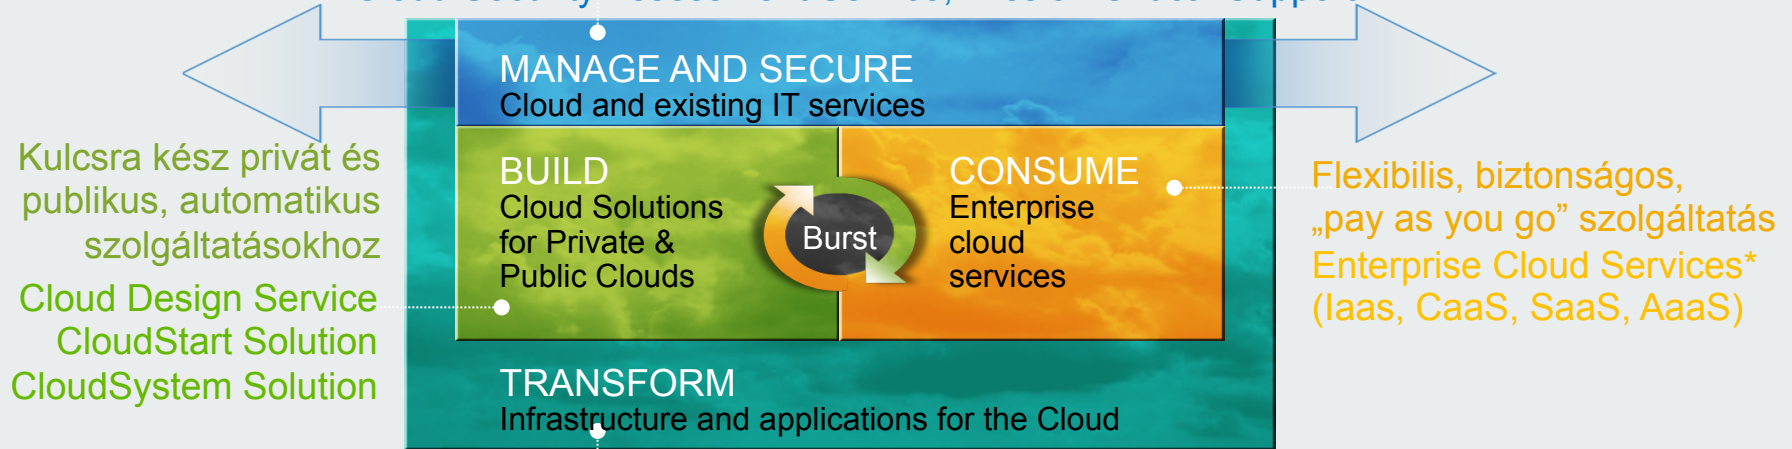 MANAGE AND SECURE
Cloud and existing IT services
Kulcsra kész privát és
publikus, automatikus
szolgáltatásokhoz
Cloud Design Service
CloudStart Solution
CloudSystem Solution
BUILD
Cloud Solutions
for Private &
Public Clouds
Burst
CONSUME
Enterprise
cloud
services
Flexibilis, biztonságos,
„pay as you go” szolgáltatás
Enterprise Cloud Services*
(Iaas, CaaS, SaaS, AaaS)
TRANSFORM
Infrastructure and applications for the Cloud